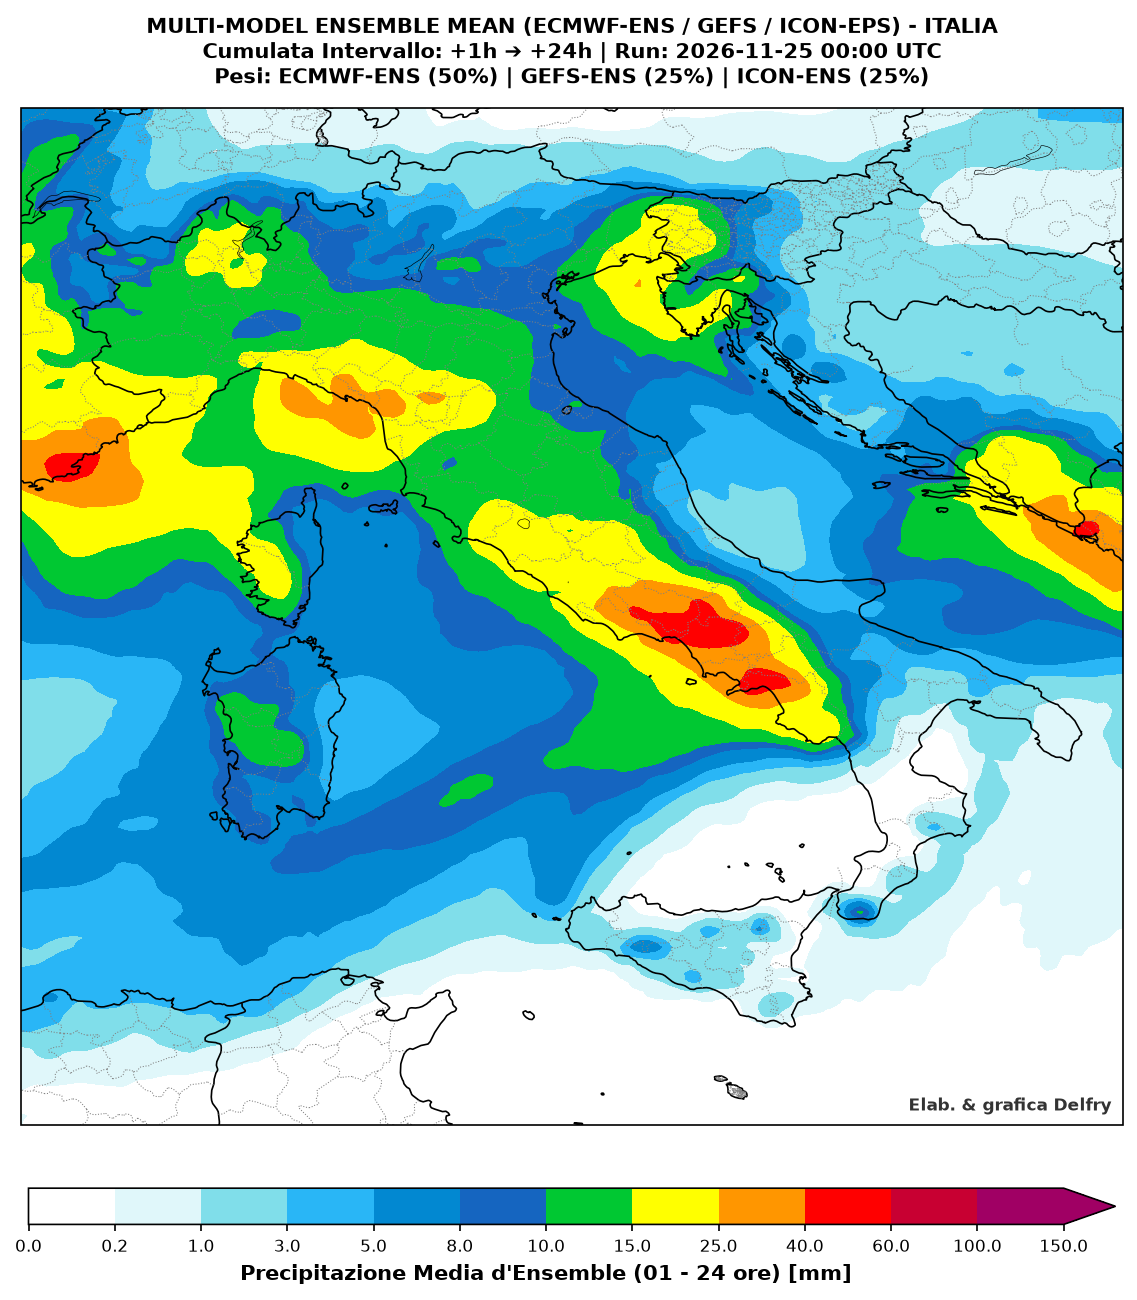 MULTI-MODEL ENSEMBLE MEAN (ECMWF-ENS / GEFS / ICON-EPS) - ITALIA
Cumulata Intervallo: +1h → +24h | Run: 2026-11-25 00:00 UTC
Pesi: ECMWF-ENS (50%) | GEFS-ENS (25%) | ICON-ENS (25%)
Elab. & grafica Delfry
0.0 0.2 1.0 3.0 5.0 8.0 10.0 15.0 25.0 40.0 60.0 100.0 150.0
Precipitazione Media d'Ensemble (01 - 24 ore) [mm]